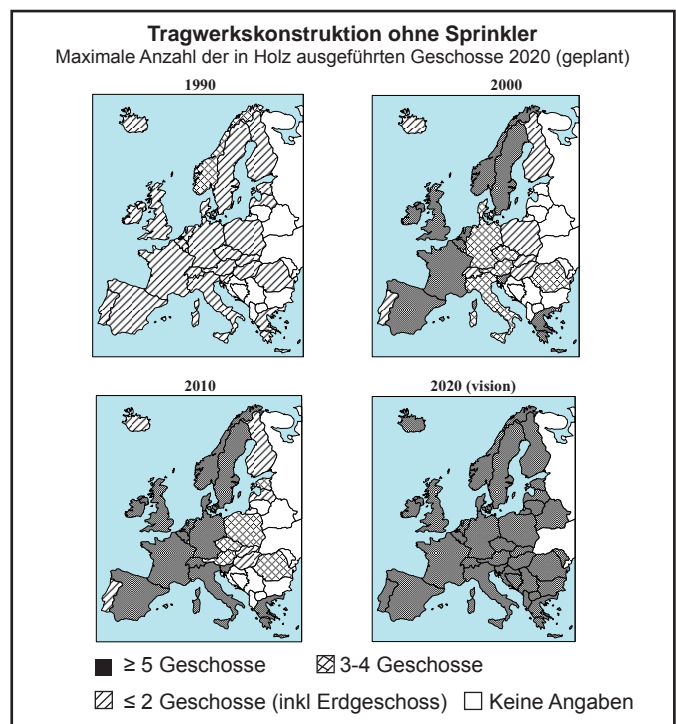 Tragwerkskonstruktion ohne Sprinkler
Maximale Anzahl der in Holz ausgeführten Geschosse 2020 (geplant)
1990
2000
2010
2020 (vision)
≥ 5 Geschosse
3-4 Geschosse
≤ 2 Geschosse (inkl Erdgeschoss)
Keine Angaben